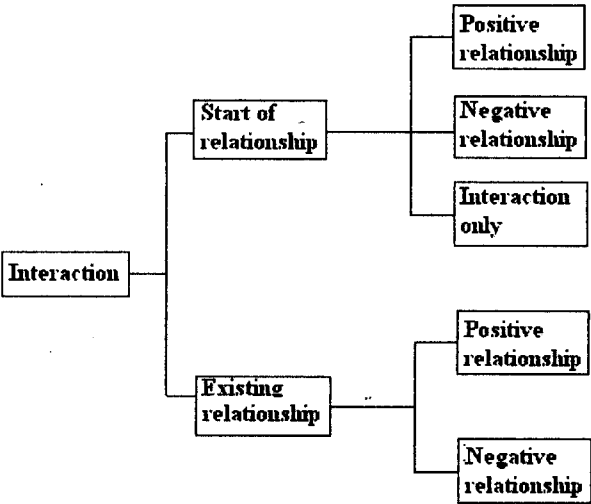 Positive
relationship
Start of
relationship
Negative
relationship
Interaction
only
Interaction
Positive
relationship
Existing
relationship
Negative
relationship